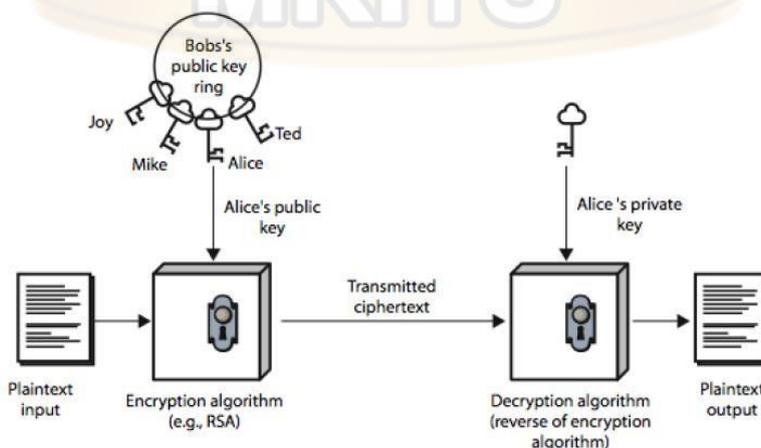 Bobs's
public key
ring
Joy
Ted
Mike
Alice
Alice's public
key
Alice 's private
key
Transmitted
ciphertext
Plaintext
input
Encryption algorithm
(e.g., RSA)
Decryption algorithm
(reverse of encryption
algorithm)
Plaintext
output